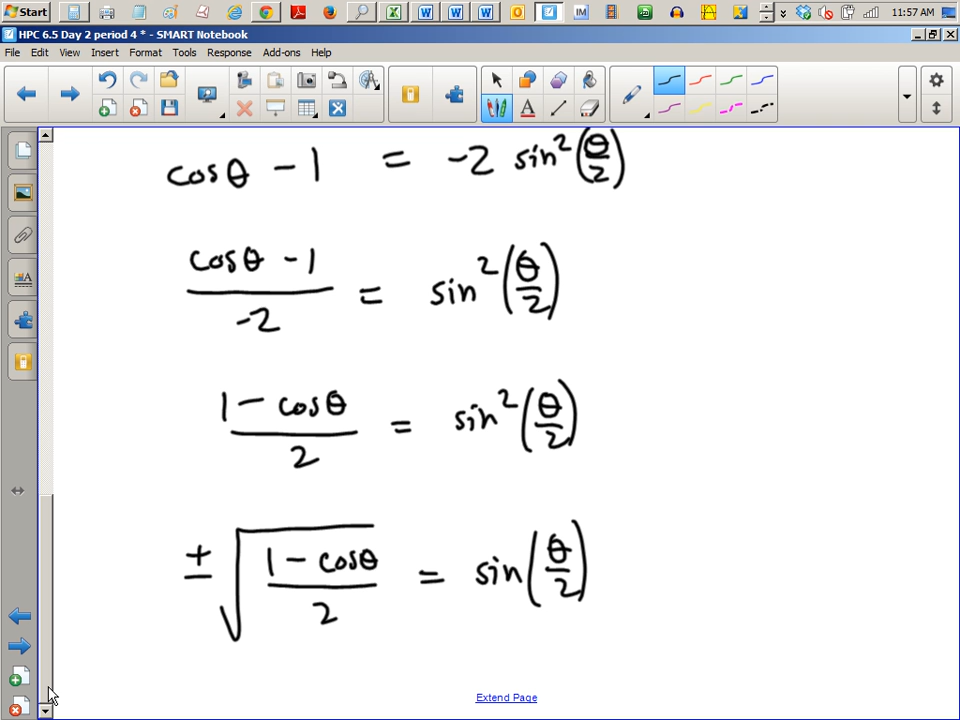 Start
11:57 AM
HPC 6.5 Day 2 period 4 * - SMART Notebook
File Edit View Insert Format Tools Response Add-ons Help
cosθ - 1 = -2 sin²(θ/2)
(cosθ - 1)/-2 = sin²(θ/2)
(1 - cosθ)/2 = sin²(θ/2)
± √((1 - cosθ)/2) = sin(θ/2)
Extend Page